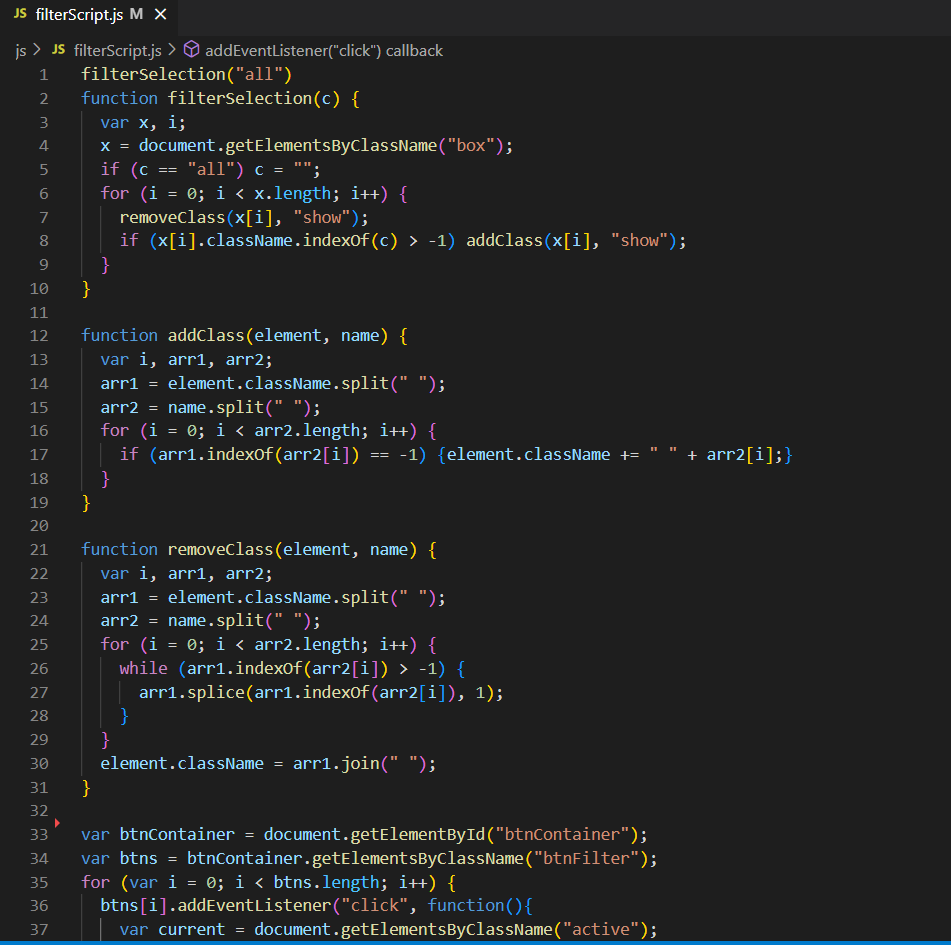 JS filterScript.js M ×
js > JS filterScript.js > addEventListener("click") callback
1 filterSelection("all")
2 function filterSelection(c) {
3   var x, i;
4   x = document.getElementsByClassName("box");
5   if (c == "all") c = "";
6   for (i = 0; i < x.length; i++) {
7     removeClass(x[i], "show");
8     if (x[i].className.indexOf(c) > -1) addClass(x[i], "show");
9   }
10 }
11
12 function addClass(element, name) {
13   var i, arr1, arr2;
14   arr1 = element.className.split(" ");
15   arr2 = name.split(" ");
16   for (i = 0; i < arr2.length; i++) {
17     if (arr1.indexOf(arr2[i]) == -1) {element.className += " " + arr2[i];}
18   }
19 }
20
21 function removeClass(element, name) {
22   var i, arr1, arr2;
23   arr1 = element.className.split(" ");
24   arr2 = name.split(" ");
25   for (i = 0; i < arr2.length; i++) {
26     while (arr1.indexOf(arr2[i]) > -1) {
27       arr1.splice(arr1.indexOf(arr2[i]), 1);
28     }
29   }
30   element.className = arr1.join(" ");
31 }
32
33 var btnContainer = document.getElementById("btnContainer");
34 var btns = btnContainer.getElementsByClassName("btnFilter");
35 for (var i = 0; i < btns.length; i++) {
36   btns[i].addEventListener("click", function(){
37     var current = document.getElementsByClassName("active");